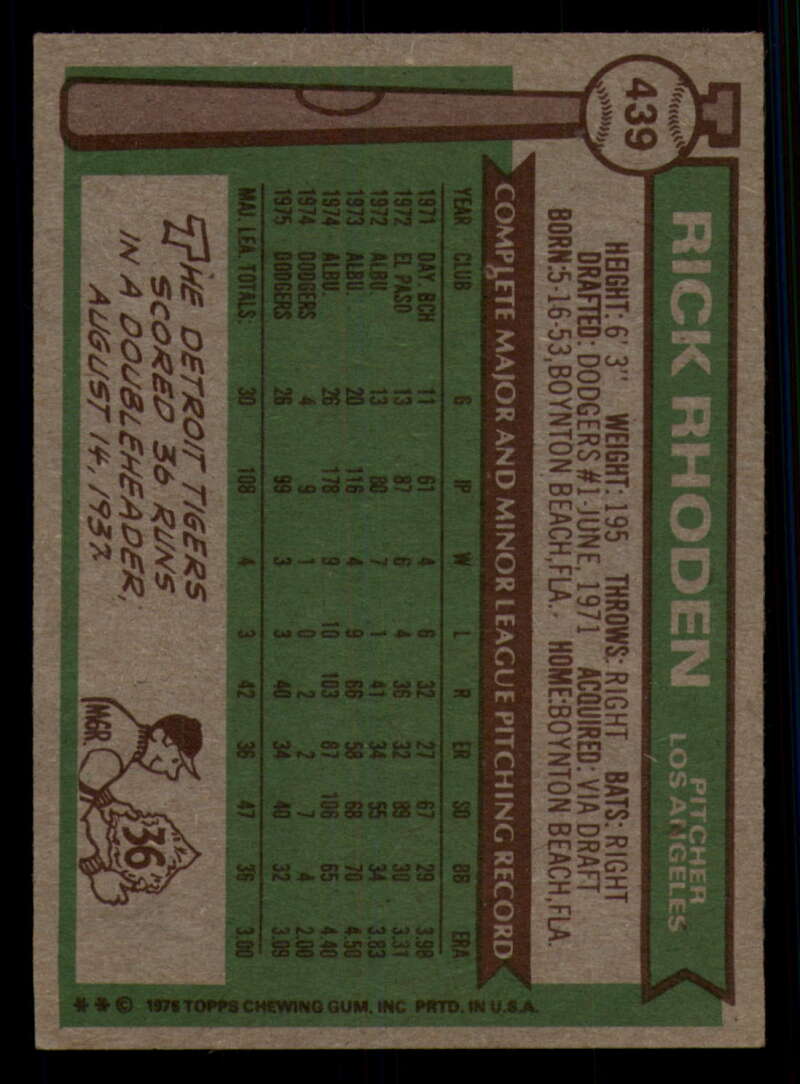 439
RICK RHODEN
PITCHER
LOS ANGELES
HEIGHT: 6' 3" WEIGHT: 195 THROWS: RIGHT BATS: RIGHT
DRAFTED: DODGERS #1-JUNE, 1971 ACQUIRED: VIA DRAFT
BORN:5-16-53,BOYNTON BEACH,FLA. HOME:BOYNTON BEACH,FLA.
COMPLETE MAJOR AND MINOR LEAGUE PITCHING RECORD
YEAR CLUB G IP W L R ER SO BB ERA
1971 DAY. BCH 11 61 4 6 32 27 67 29 3.98
1972 EL PASO 13 87 6 4 36 32 89 30 3.31
1972 ALBU. 13 80 7 1 41 34 55 34 3.83
1973 ALBU. 20 116 4 9 66 58 68 70 4.50
1974 ALBU. 26 178 9 10 103 87 106 65 4.40
1974 DODGERS 4 9 1 0 2 2 7 4 2.00
1975 DODGERS 26 99 3 3 40 34 40 32 3.09
MAJ. LEA. TOTALS: 30 108 4 3 42 36 47 36 3.00
THE DETROIT TIGERS
SCORED 36 RUNS
IN A DOUBLEHEADER,
AUGUST 14, 1937.
MGR.
36
* * © 1976 TOPPS CHEWING GUM, INC PRTD. IN U.S.A.